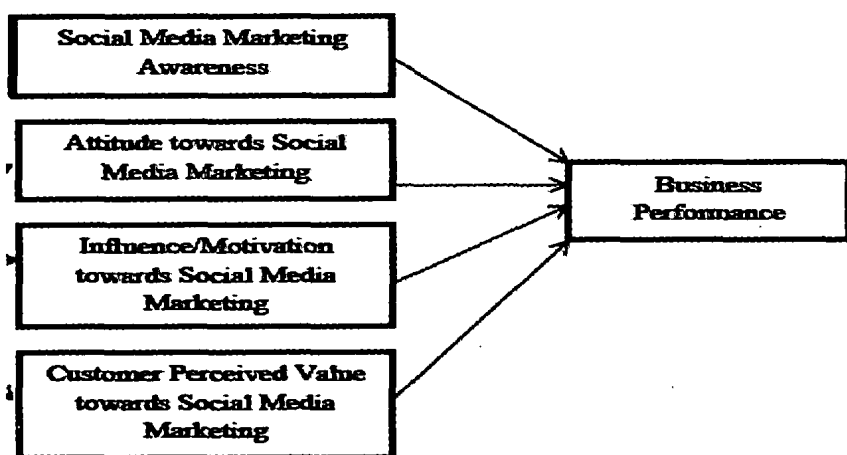 Social Media Marketing
Awareness
Attitude towards Social
Media Marketing
Influence/Motivation
towards Social Media
Marketing
Customer Perceived Value
towards Social Media
Marketing
Business
Performance